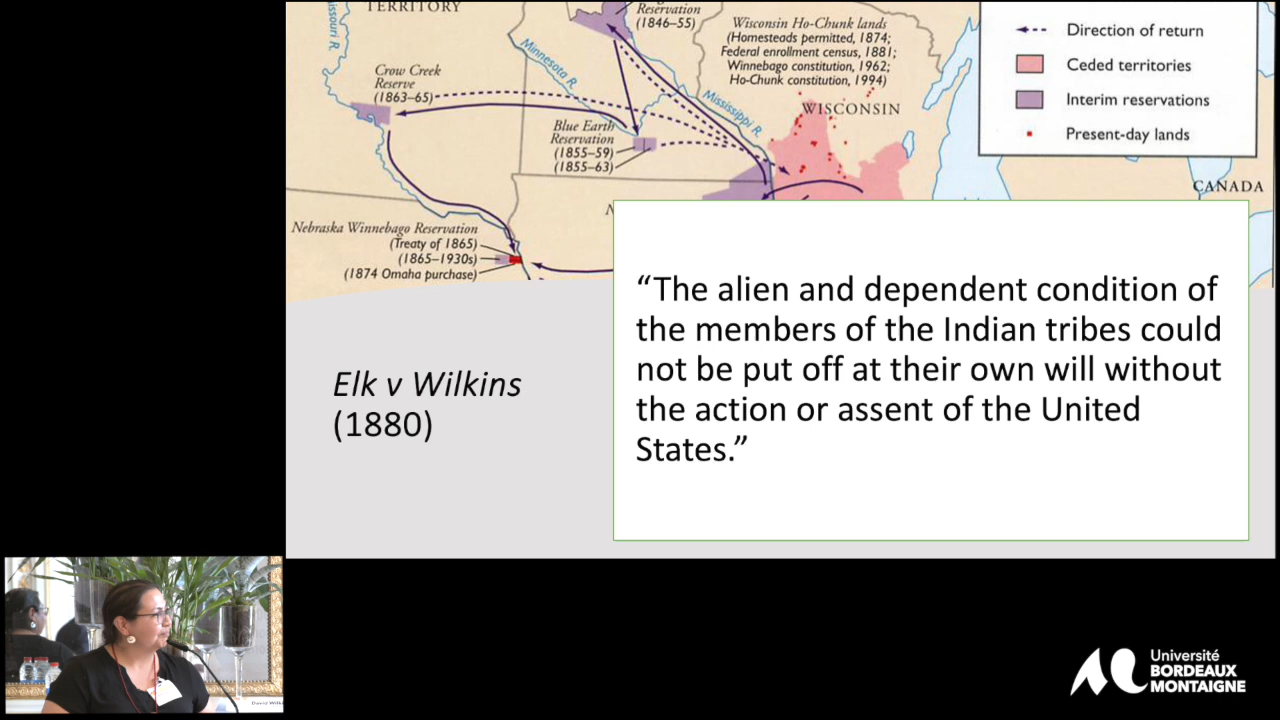 TERRITORY
Missouri R.
Minnesota R.
Reservation
(1846–55)
Wisconsin Ho-Chunk lands
(Homesteads permitted, 1874;
Federal enrollment census, 1881;
Winnebago constitution, 1962;
Ho-Chunk constitution, 1994)
Direction of return
Ceded territories
Interim reservations
Present-day lands
Crow Creek
Reserve
(1863–65)
Mississippi R.
WISCONSIN
Blue Earth
Reservation
(1855–59)
(1855–63)
CANADA
Nebraska Winnebago Reservation
(Treaty of 1865)
(1865–1930s)
(1874 Omaha purchase)
Elk v Wilkins
(1880)
“The alien and dependent condition of
the members of the Indian tribes could
not be put off at their own will without
the action or assent of the United
States.”
David
Université
BORDEAUX
MONTAIGNE